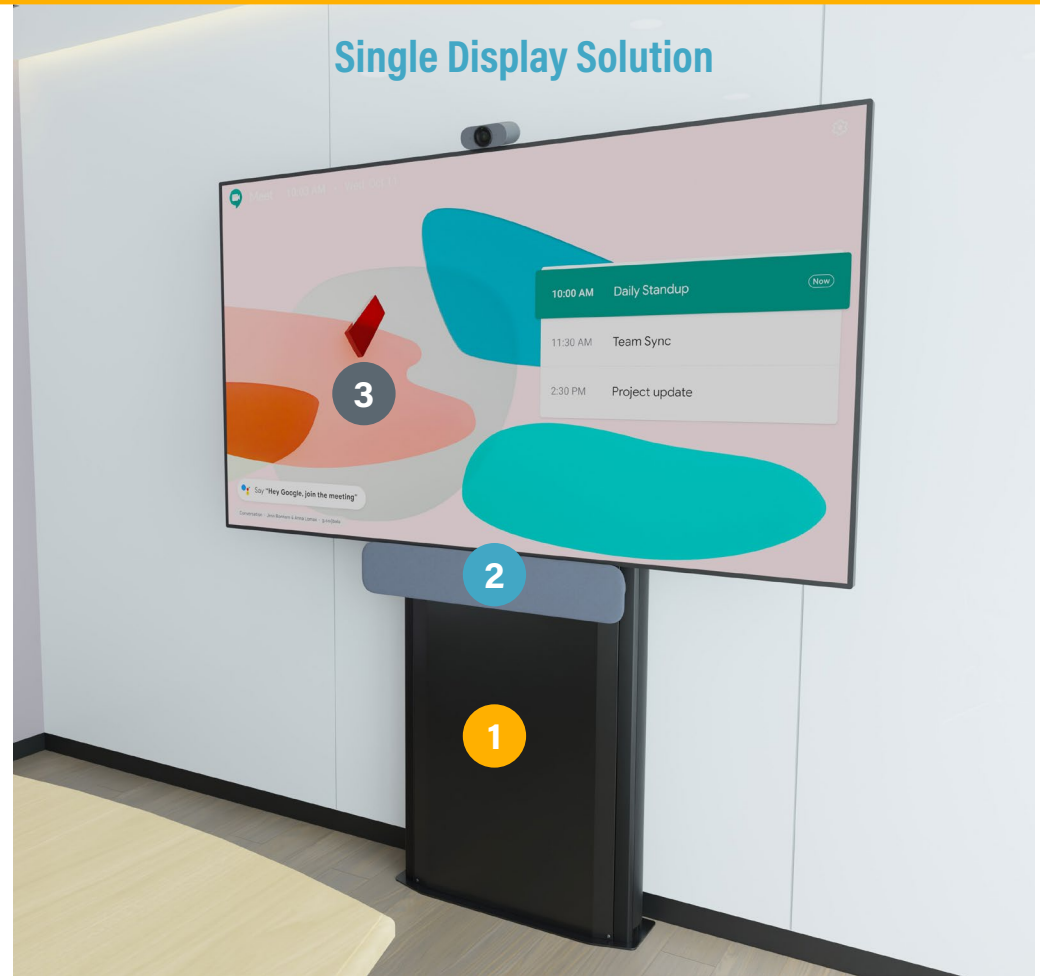 Single Display Solution
10:00 AM Daily Standup Now
11:30 AM Team Sync
2:30 PM Project update
3
Say "Hey Google, join the meeting"
2
1